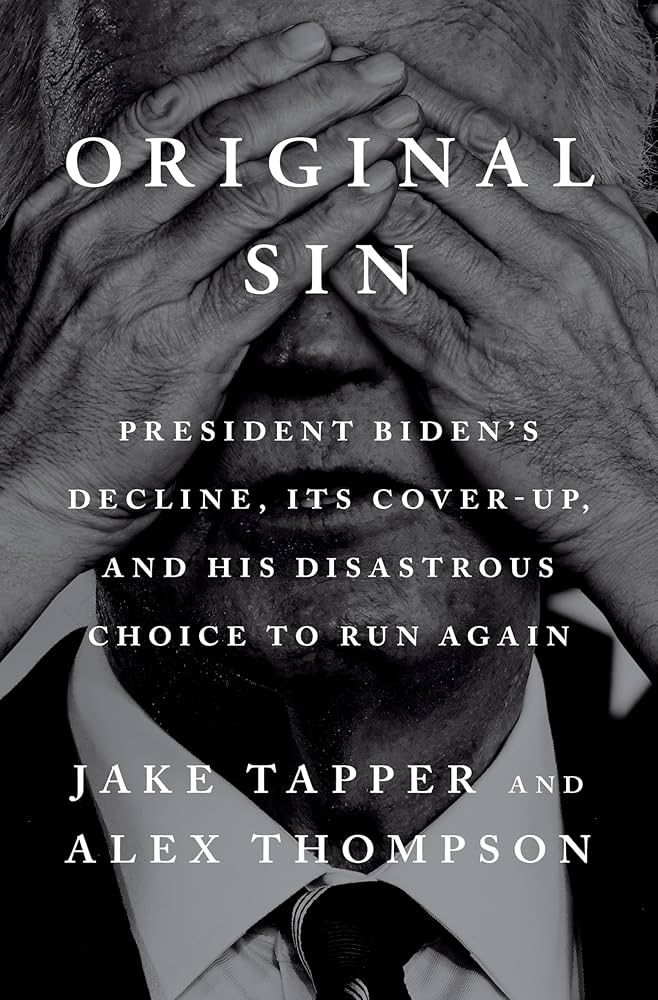 ORIGINAL
SIN
PRESIDENT BIDEN'S
DECLINE, ITS COVER-UP,
AND HIS DISASTROUS
CHOICE TO RUN AGAIN
JAKE TAPPER AND
ALEX THOMPSON